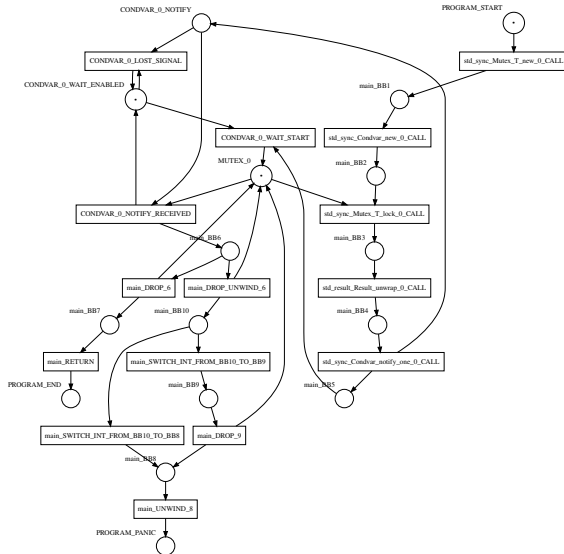 PROGRAM_START
CONDVAR_0_NOTIFY
CONDVAR_0_LOST_SIGNAL
std_sync_Mutex_T_new_0_CALL
CONDVAR_0_WAIT_ENABLED
main_BB1
CONDVAR_0_WAIT_START
std_sync_Condvar_new_0_CALL
MUTEX_0
main_BB2
CONDVAR_0_NOTIFY_RECEIVED
std_sync_Mutex_T_lock_0_CALL
main_BB6
main_BB3
main_DROP_6
main_DROP_UNWIND_6
std_result_Result_unwrap_0_CALL
main_BB7
main_BB10
main_BB4
main_RETURN
main_SWITCH_INT_FROM_BB10_TO_BB9
std_sync_Condvar_notify_one_0_CALL
PROGRAM_END
main_BB9
main_BB5
main_SWITCH_INT_FROM_BB10_TO_BB8
main_DROP_9
main_BB8
main_UNWIND_8
PROGRAM_PANIC